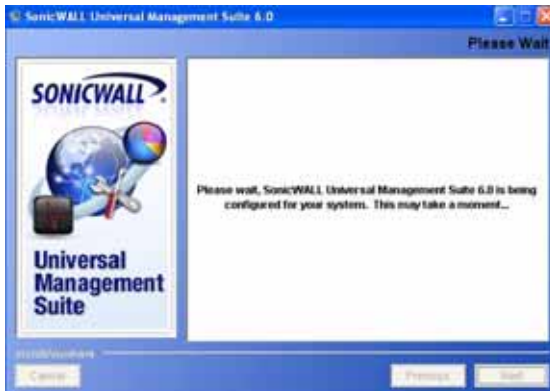 SonicWALL Universal Management Suite 6.0
Please Wait
SONICWALL
Please wait, SonicWALL Universal Management Suite 6.0 is being
configured for your system. This may take a moment...
Universal
Management
Suite
InstallAnywhere
Cancel
Previous
Next